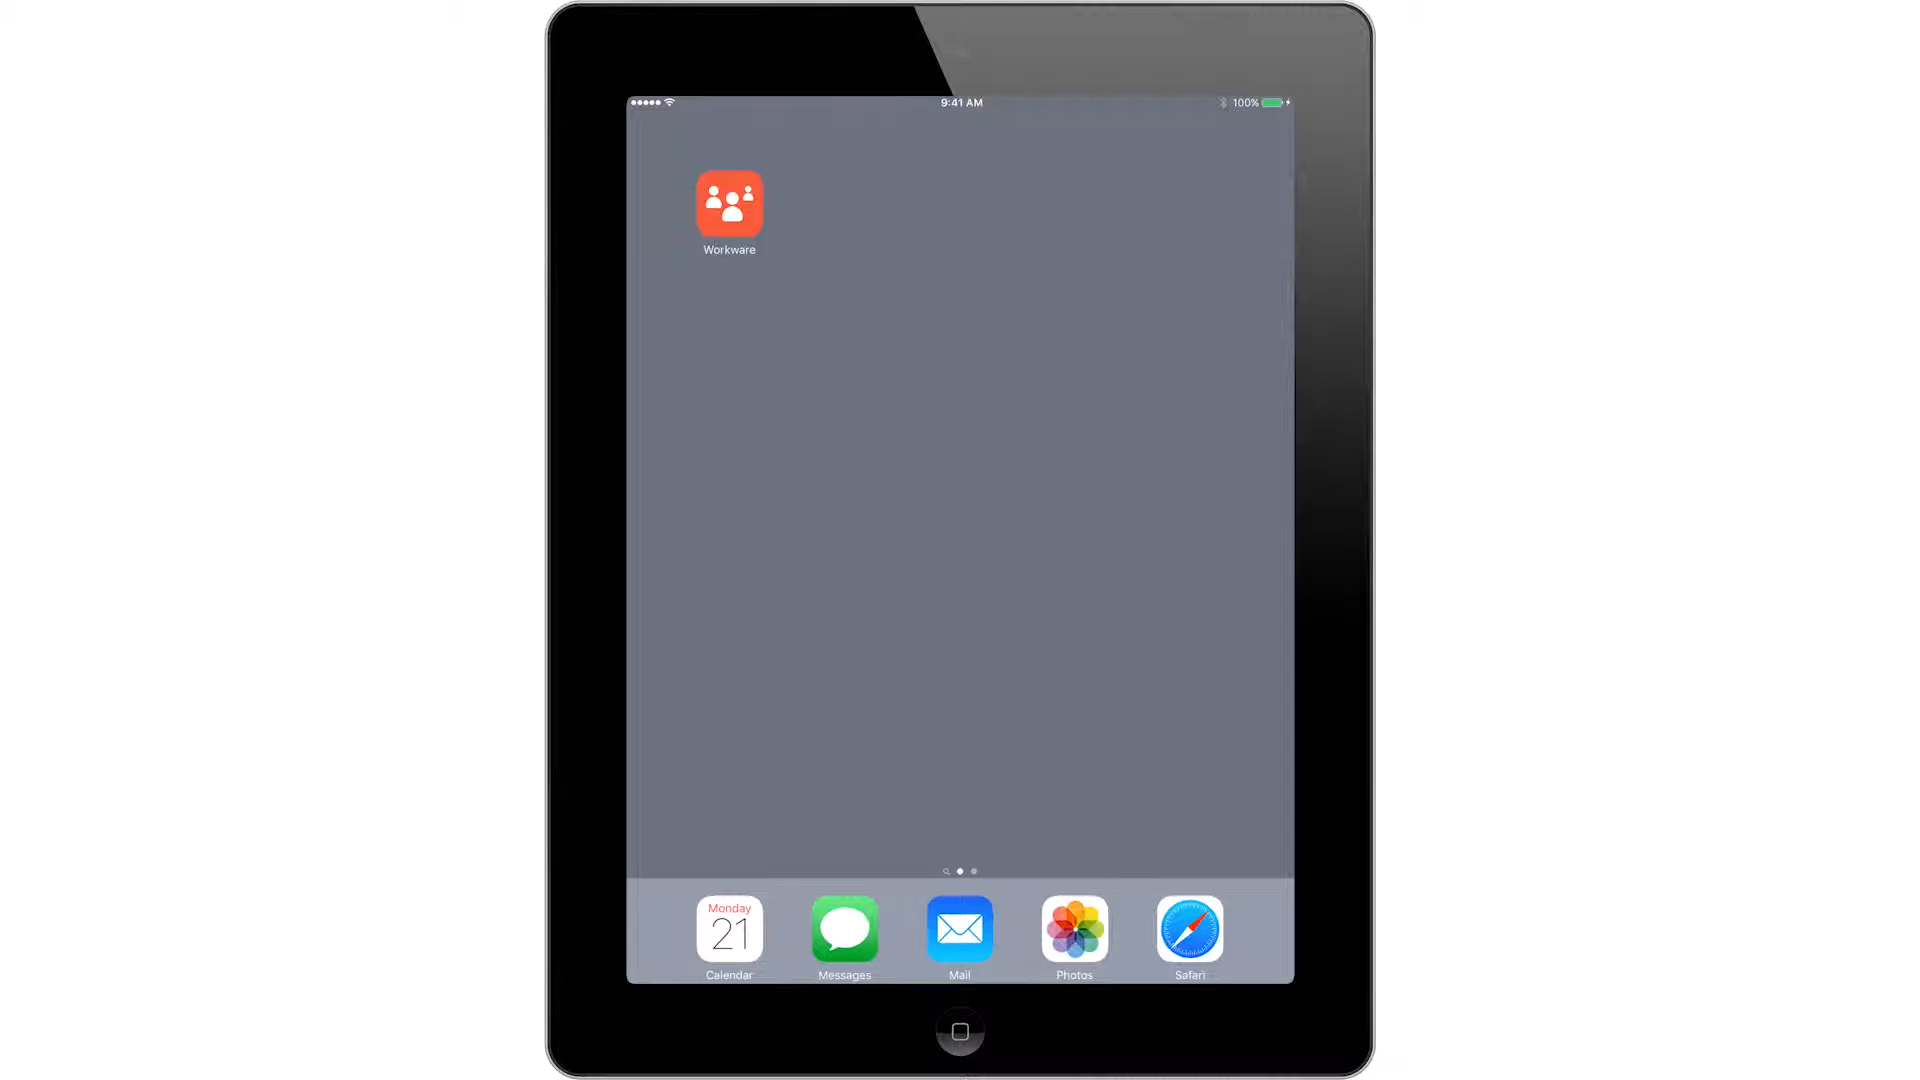 9:41 AM
100%
Workware
Monday
21
Calendar
Messages
Mail
Photos
Safari